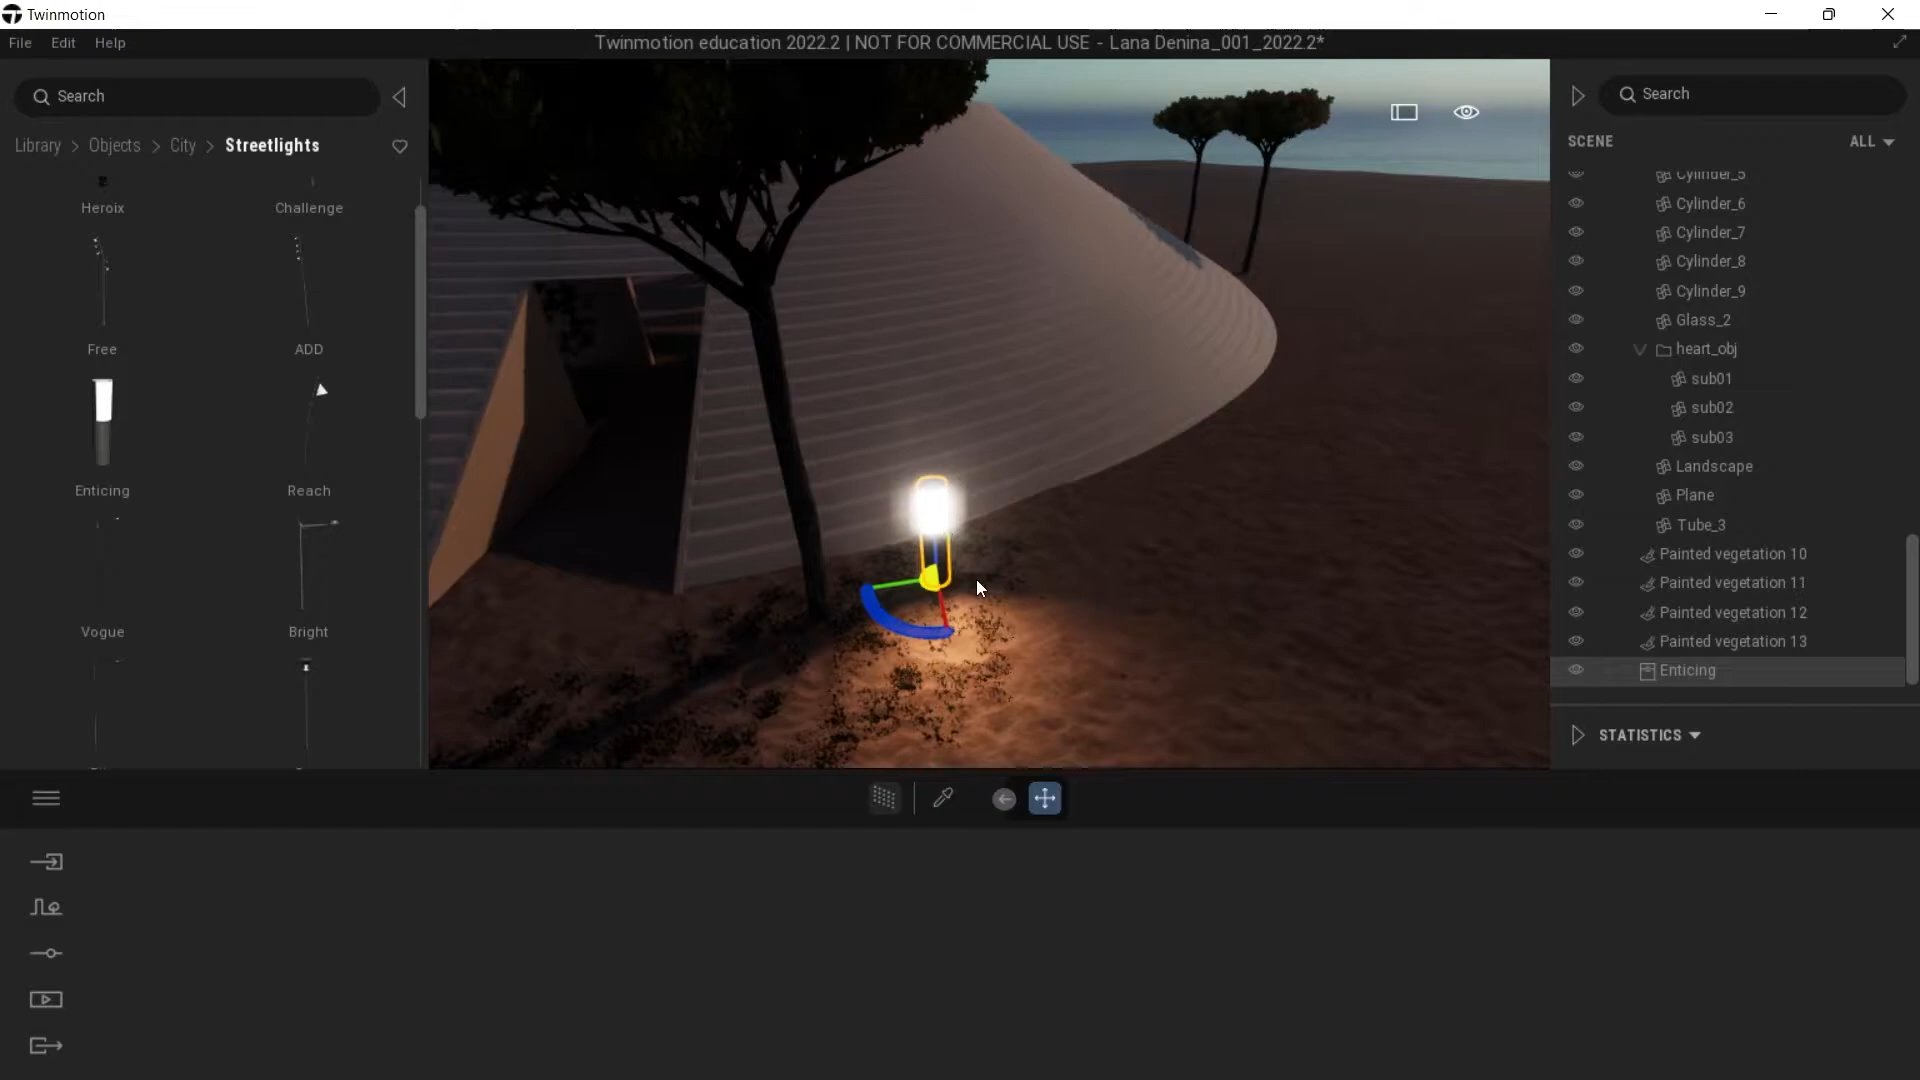 Twinmotion
File Edit Help
Twinmotion education 2022.2 | NOT FOR COMMERCIAL USE - Lana Denina_001_2022.2*
Search
Library > Objects > City > Streetlights
Heroix Challenge
Free ADD
Enticing Reach
Vogue Bright
Search
SCENE ALL
Cylinder_5
Cylinder_6
Cylinder_7
Cylinder_8
Cylinder_9
Glass_2
heart_obj
sub01
sub02
sub03
Landscape
Plane
Tube_3
Painted vegetation 10
Painted vegetation 11
Painted vegetation 12
Painted vegetation 13
Enticing
STATISTICS